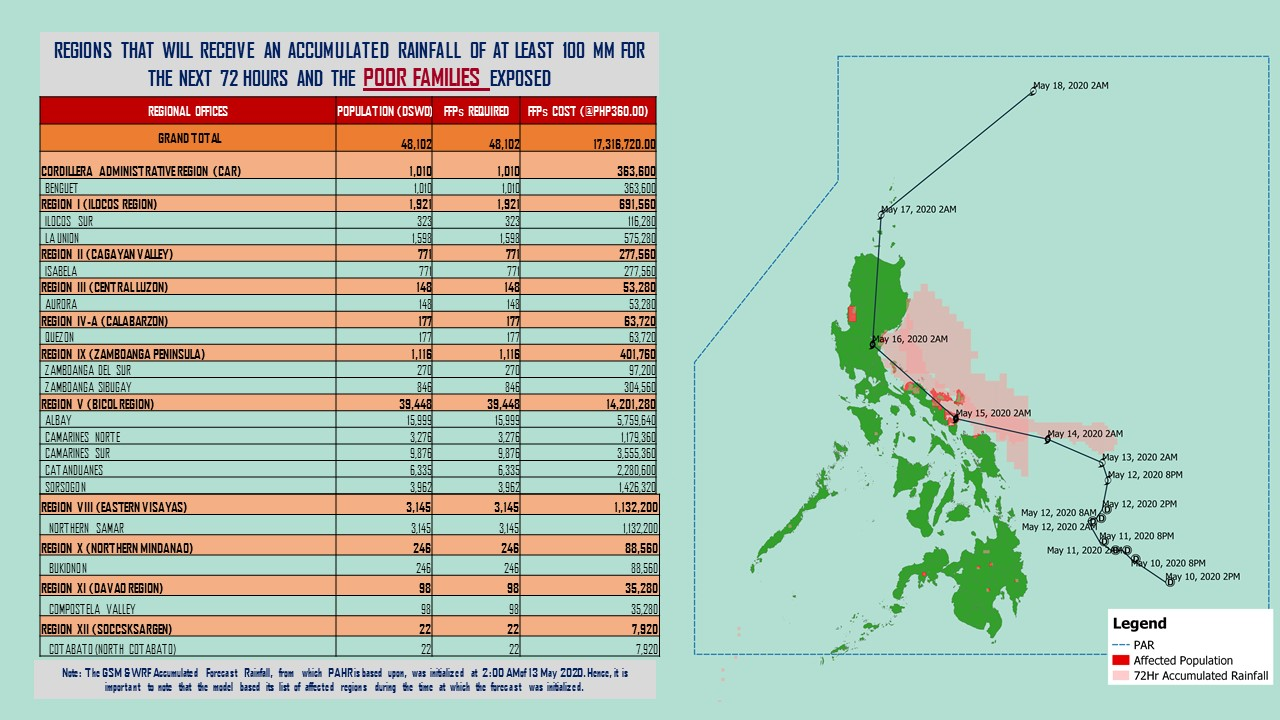 REGIONS THAT WILL RECEIVE AN ACCUMULATED RAINFALL OF AT LEAST 100 MM FOR
THE NEXT 72 HOURS AND THE POOR FAMILIES EXPOSED
REGIONAL OFFICES POPULATION (DSWD) FFPs REQUIRED FFPs COST (@PHP360.00)
GRAND TOTAL 48,102 48,102 17,316,720.00
CORDILLERA ADMINISTRATIVE REGION (CAR) 1,010 1,010 363,600
BENGUET 1,010 1,010 363,600
REGION I (ILOCOS REGION) 1,921 1,921 691,560
ILOCOS SUR 323 323 116,280
LA UNION 1,598 1,598 575,280
REGION II (CAGAYAN VALLEY) 771 771 277,560
ISABELA 771 771 277,560
REGION III (CENTRAL LUZON) 148 148 53,280
AURORA 148 148 53,280
REGION IV-A (CALABARZON) 177 177 63,720
QUEZON 177 177 63,720
REGION IX (ZAMBOANGA PENINSULA) 1,116 1,116 401,760
ZAMBOANGA DEL SUR 270 270 97,200
ZAMBOANGA SIBUGAY 846 846 304,560
REGION V (BICOL REGION) 39,448 39,448 14,201,280
ALBAY 15,999 15,999 5,759,640
CAMARINES NORTE 3,276 3,276 1,179,360
CAMARINES SUR 9,876 9,876 3,555,360
CATANDUANES 6,335 6,335 2,280,600
SORSOGON 3,962 3,962 1,426,320
REGION VIII (EASTERN VISAYAS) 3,145 3,145 1,132,200
NORTHERN SAMAR 3,145 3,145 1,132,200
REGION X (NORTHERN MINDANAO) 246 246 88,560
BUKIDNON 246 246 88,560
REGION XI (DAVAO REGION) 98 98 35,280
COMPOSTELA VALLEY 98 98 35,280
REGION XII (SOCCSKSARGEN) 22 22 7,920
COTABATO (NORTH COTABATO) 22 22 7,920
Note: The GSM & WRF Accumulated Forecast Rainfall, from which PAHR is based upon, was initialized at 2:00 AM of 13 May 2020. Hence, it is
important to note that the model based its list of affected regions during the time at which the forecast was initialized.
May 18, 2020 2AM
May 17, 2020 2AM
May 16, 2020 2AM
May 15, 2020 2AM
May 14, 2020 2AM
May 13, 2020 2AM
May 12, 2020 8PM
May 12, 2020 2PM
May 12, 2020 8AM
May 12, 2020 2AM
May 11, 2020 8PM
May 11, 2020
May 10, 2020 8PM
May 10, 2020 2PM
Legend
PAR
Affected Population
72Hr Accumulated Rainfall